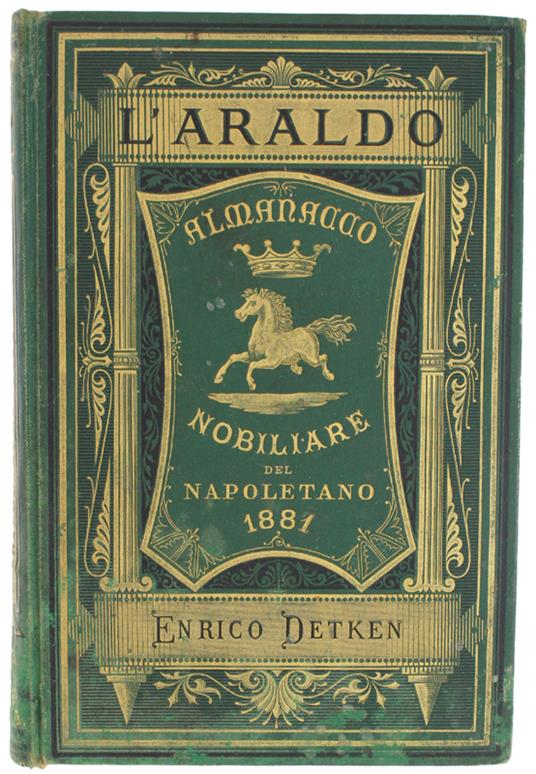 L'ARALDO
ALMANACCO
NOBILIARE
DEL
NAPOLETANO
1881
ENRICO DETKEN